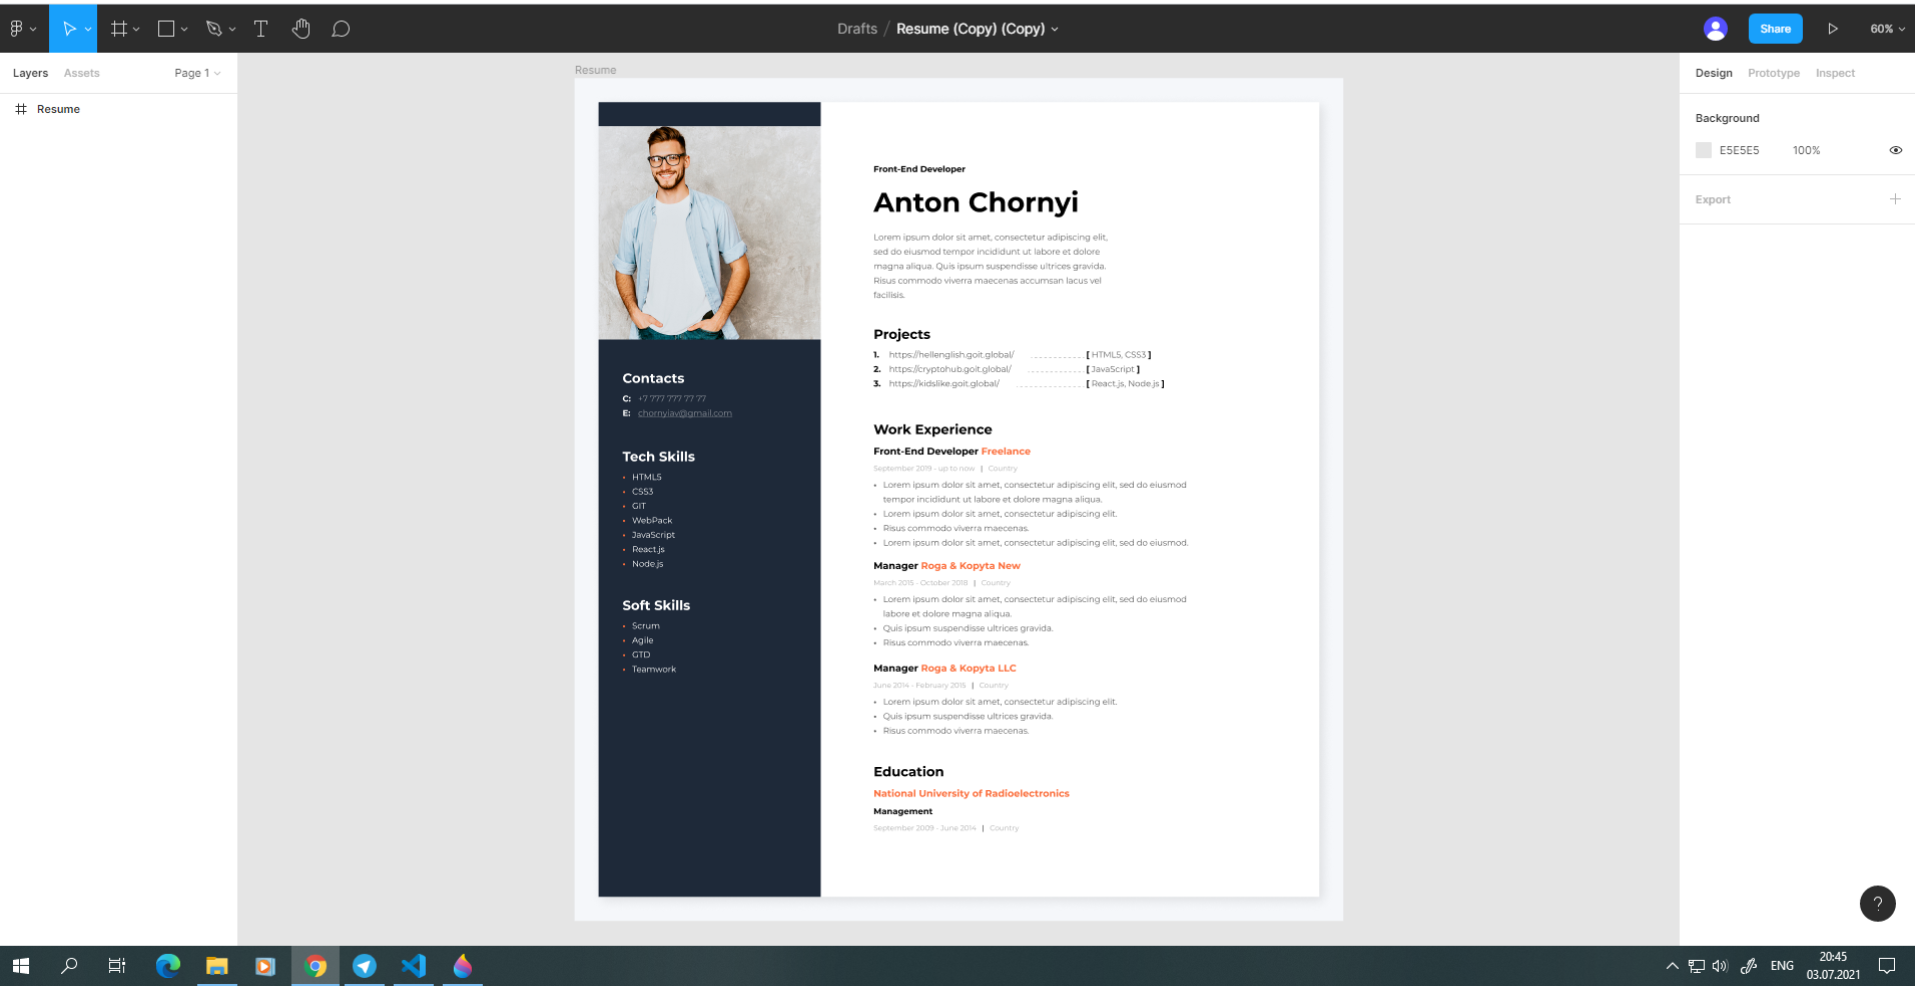 Drafts / Resume (Copy) (Copy)
Share
60%
Layers
Assets
Page 1
Resume
Resume
Front-End Developer
Anton Chornyi
Lorem ipsum dolor sit amet, consectetur adipiscing elit,
sed do eiusmod tempor incididunt ut labore et dolore
magna aliqua. Quis ipsum suspendisse ultrices gravida.
Risus commodo viverra maecenas accumsan lacus vel
facilisis.
Projects
1. https://hellenglish.goit.global/ [ HTML5, CSS3 ]
2. https://cryptohub.goit.global/ [ JavaScript ]
3. https://kidslike.goit.global/ [ React.js, Node.js ]
Contacts
C: +7 777 777 77 77
E: chornyiav@gmail.com
Tech Skills
• HTML5
• CSS3
• GIT
• WebPack
• JavaScript
• React.js
• Node.js
Soft Skills
• Scrum
• Agile
• GTD
• Teamwork
Work Experience
Front-End Developer Freelance
September 2019 - up to now | Country
• Lorem ipsum dolor sit amet, consectetur adipiscing elit, sed do eiusmod
tempor incididunt ut labore et dolore magna aliqua.
• Lorem ipsum dolor sit amet, consectetur adipiscing elit.
• Risus commodo viverra maecenas.
• Lorem ipsum dolor sit amet, consectetur adipiscing elit, sed do eiusmod.
Manager Roga & Kopyta New
March 2015 - October 2018 | Country
• Lorem ipsum dolor sit amet, consectetur adipiscing elit, sed do eiusmod
labore et dolore magna aliqua.
• Quis ipsum suspendisse ultrices gravida.
• Risus commodo viverra maecenas.
Manager Roga & Kopyta LLC
June 2014 - February 2015 | Country
• Lorem ipsum dolor sit amet, consectetur adipiscing elit.
• Quis ipsum suspendisse ultrices gravida.
• Risus commodo viverra maecenas.
Education
National University of Radioelectronics
Management
September 2009 - June 2014 | Country
Design
Prototype
Inspect
Background
E5E5E5
100%
Export
?
ENG
20:45
03.07.2021